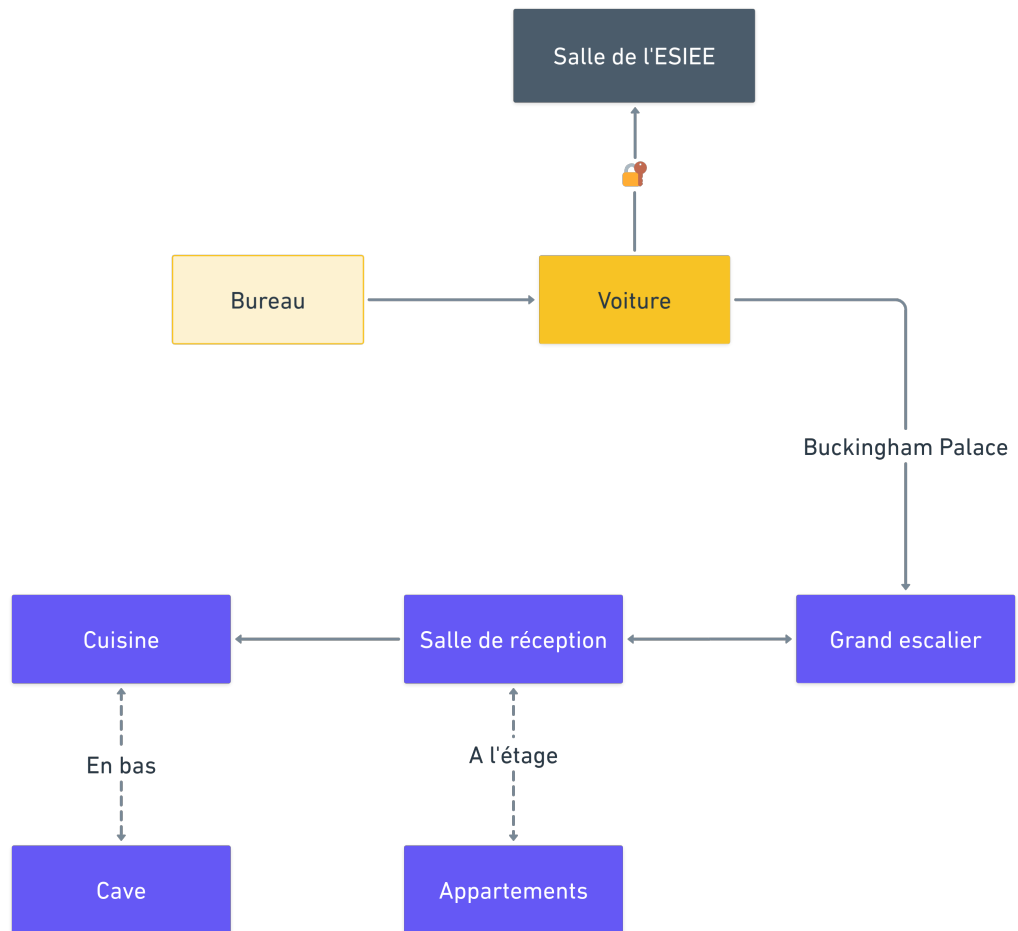 Salle de l'ESIEE
Bureau
Voiture
Buckingham Palace
Cuisine
Salle de réception
Grand escalier
En bas
A l'étage
Cave
Appartements